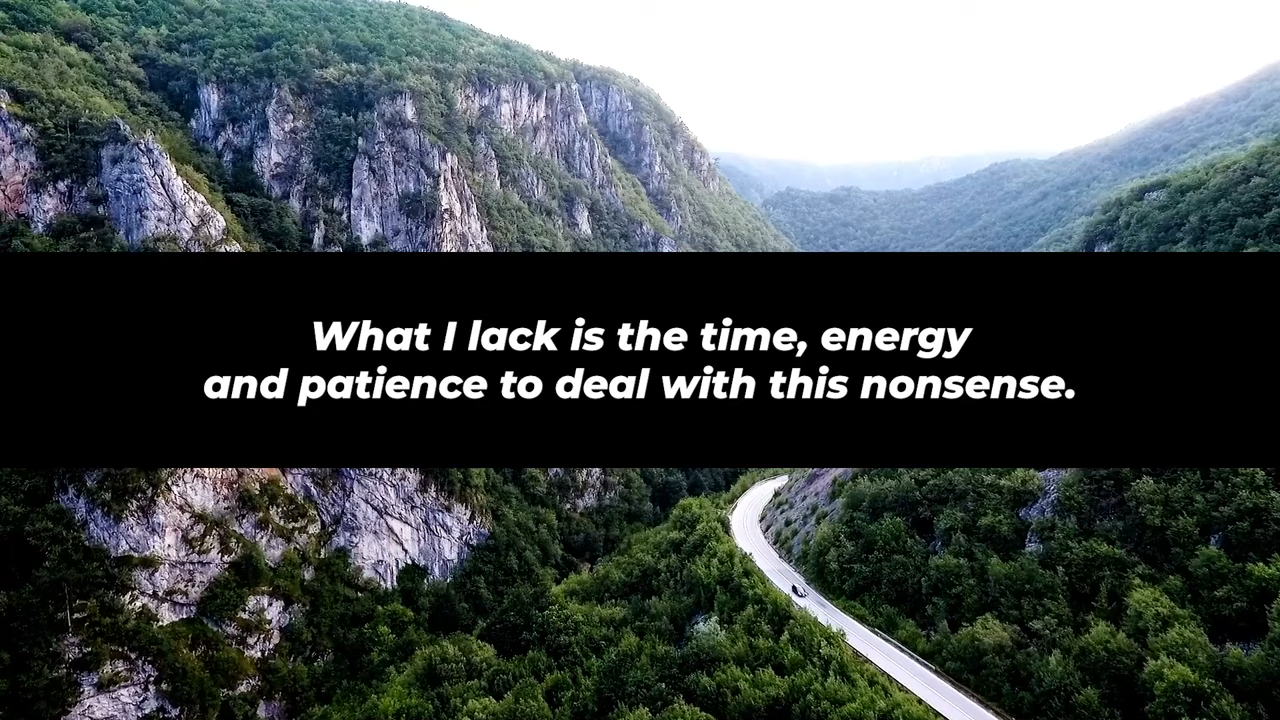 What I lack is the time, energy
and patience to deal with this nonsense.